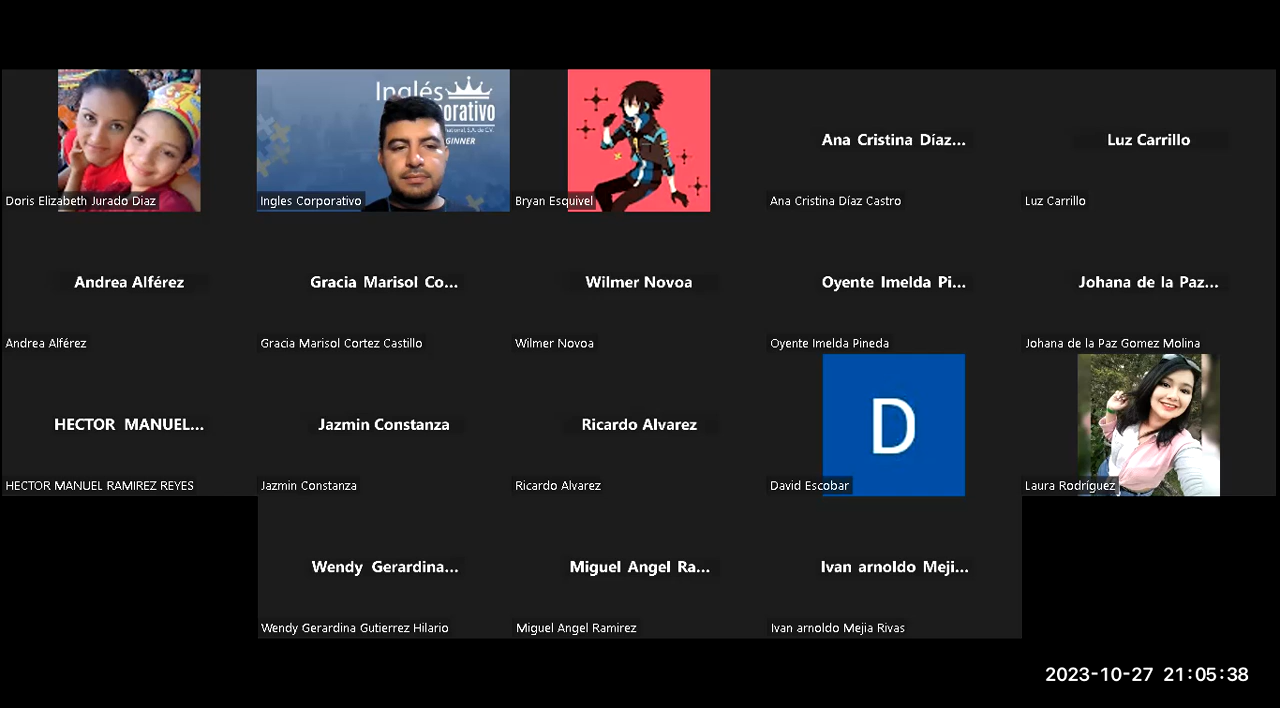 Inglés
orativo
national, S.A. de C.V.
GINNER
Doris Elizabeth Jurado Diaz
Ingles Corporativo
Bryan Esquivel
Ana Cristina Díaz...
Ana Cristina Díaz Castro
Luz Carrillo
Luz Carrillo
Andrea Alférez
Gracia Marisol Co...
Wilmer Novoa
Oyente Imelda Pi...
Johana de la Paz...
Andrea Alférez
Gracia Marisol Cortez Castillo
Wilmer Novoa
Oyente Imelda Pineda
Johana de la Paz Gomez Molina
HECTOR MANUEL...
Jazmin Constanza
Ricardo Alvarez
D
HECTOR MANUEL RAMIREZ REYES
Jazmin Constanza
Ricardo Alvarez
David Escobar
Laura Rodríguez
Wendy Gerardina...
Miguel Angel Ra...
Ivan arnoldo Meji...
Wendy Gerardina Gutierrez Hilario
Miguel Angel Ramirez
Ivan arnoldo Mejia Rivas
2023-10-27 21:05:38